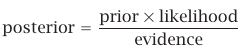 posterior = prior × likelihood / evidence